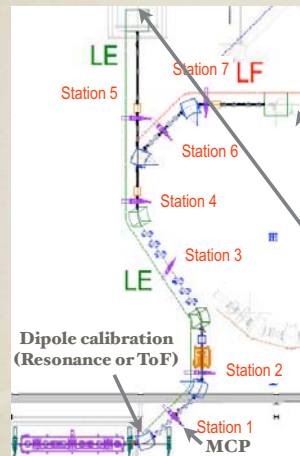 LE
Station 7
LF
Station 5
Station 6
Station 4
Station 3
LE
Dipole calibration
(Resonance or ToF)
Station 2
Station 1
MCP